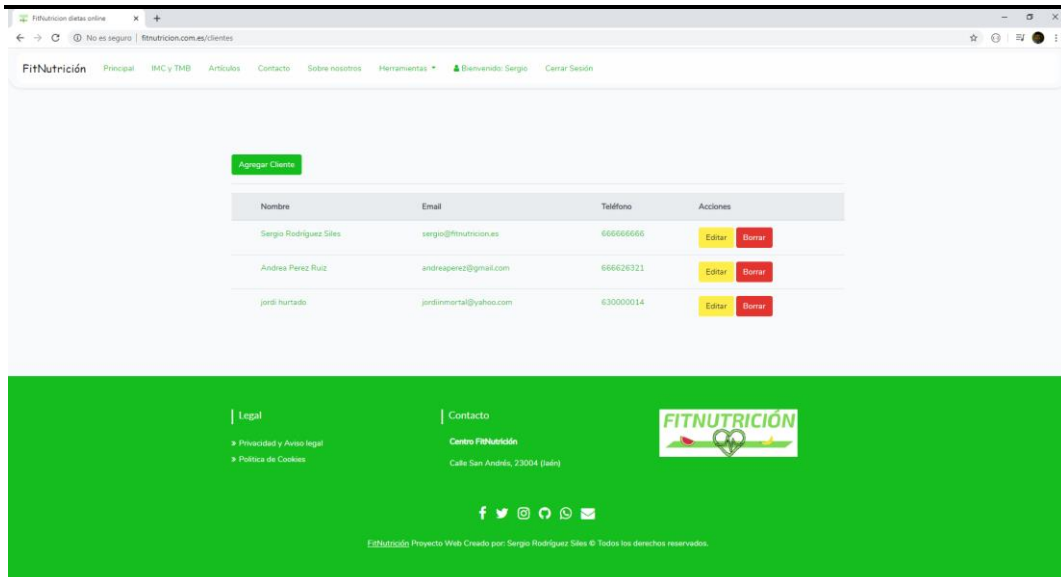 FitNutricion dietas online
No es seguro | fitnutricion.com.es/clientes
FitNutrición Principal IMC y TMB Artículos Contacto Sobre nosotros Herramientas Bienvenido: Sergio Cerrar Sesión
Agregar Cliente
Nombre Email Teléfono Acciones
Sergio Rodríguez Siles sergio@fitnutricion.es 666666666 Editar Borrar
Andrea Perez Ruiz andreaperez@gmail.com 666626321 Editar Borrar
jordi hurtado jordiinmortal@yahoo.com 630000014 Editar Borrar
Legal Contacto FITNUTRICIÓN
» Privacidad y Aviso legal Centro FitNutrición
» Política de Cookies Calle San Andrés, 23004 (Jaén)
FitNutrición Proyecto Web Creado por: Sergio Rodríguez Siles © Todos los derechos reservados.